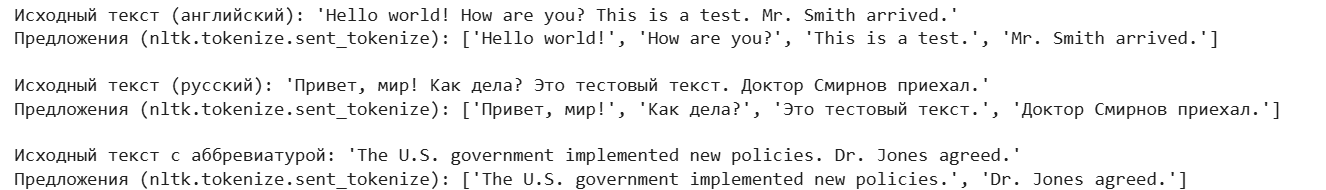 Исходный текст (английский): 'Hello world! How are you? This is a test. Mr. Smith arrived.'
Предложения (nltk.tokenize.sent_tokenize): ['Hello world!', 'How are you?', 'This is a test.', 'Mr. Smith arrived.']
Исходный текст (русский): 'Привет, мир! Как дела? Это тестовый текст. Доктор Смирнов приехал.'
Предложения (nltk.tokenize.sent_tokenize): ['Привет, мир!', 'Как дела?', 'Это тестовый текст.', 'Доктор Смирнов приехал.']
Исходный текст с аббревиатурой: 'The U.S. government implemented new policies. Dr. Jones agreed.'
Предложения (nltk.tokenize.sent_tokenize): ['The U.S. government implemented new policies.', 'Dr. Jones agreed.']